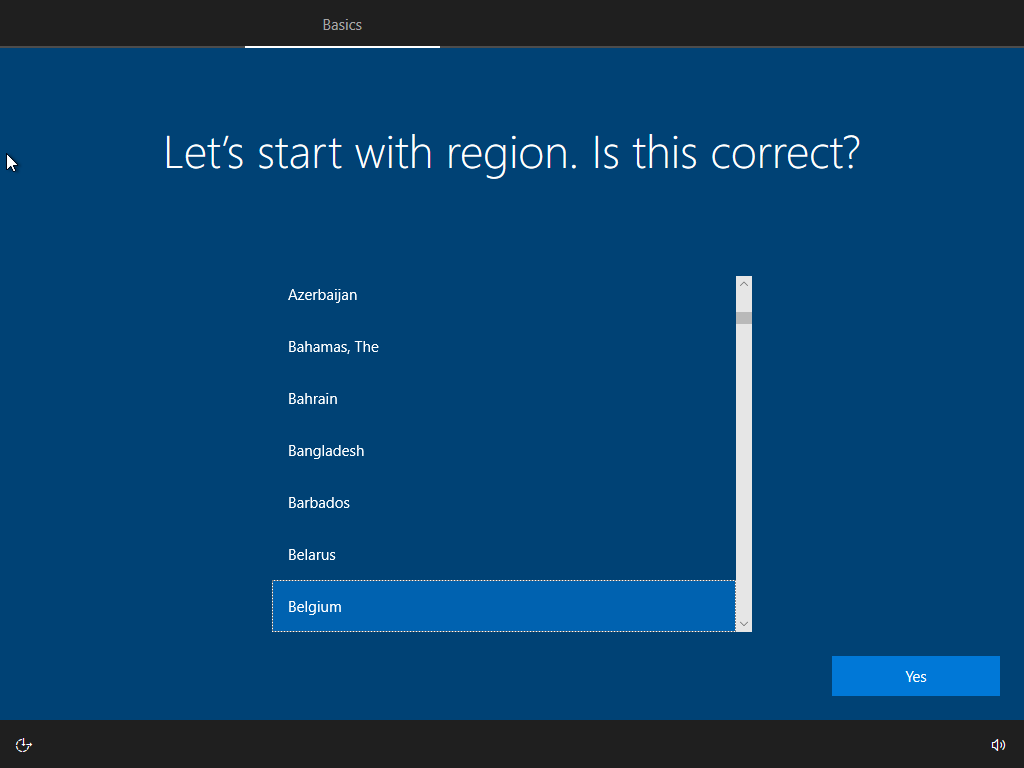 Basics
Let's start with region. Is this correct?
Azerbaijan
Bahamas, The
Bahrain
Bangladesh
Barbados
Belarus
Belgium
Yes